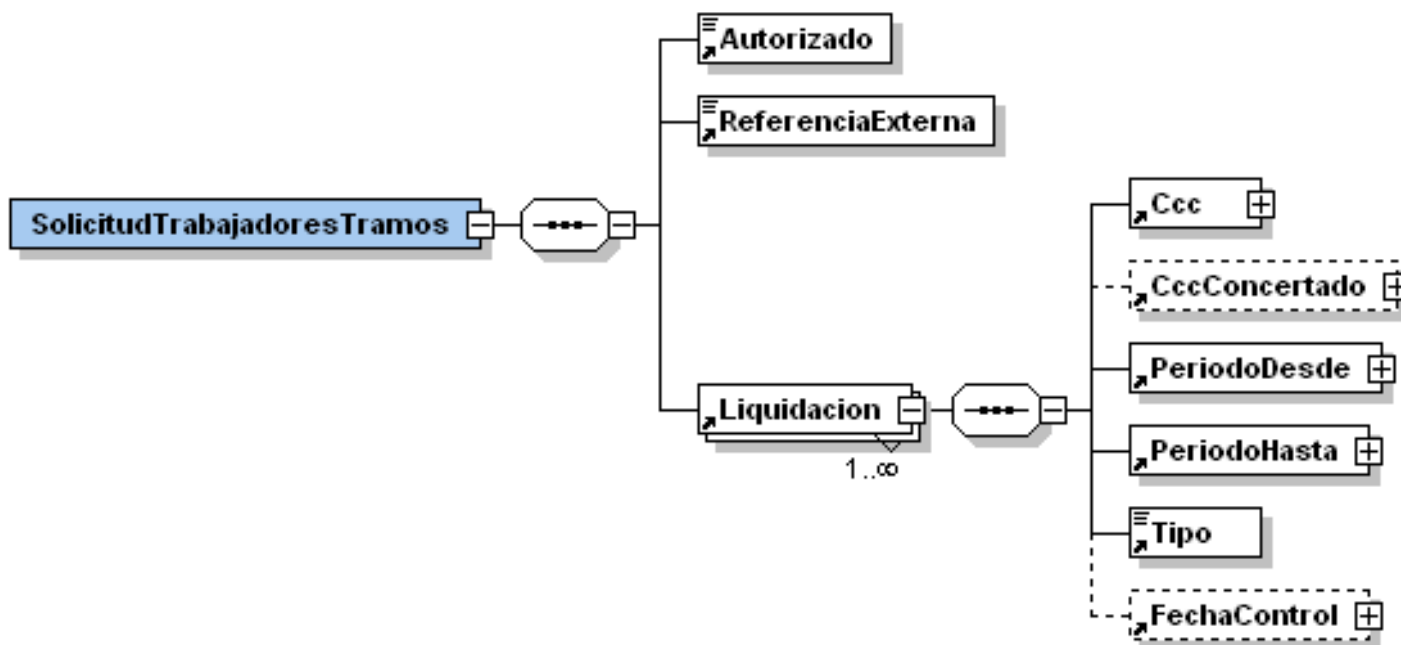 Autorizado
ReferenciaExterna
SolicitudTrabajadoresTramos
Liquidacion
1..∞
Ccc
CccConcertado
PeriodoDesde
PeriodoHasta
Tipo
FechaControl